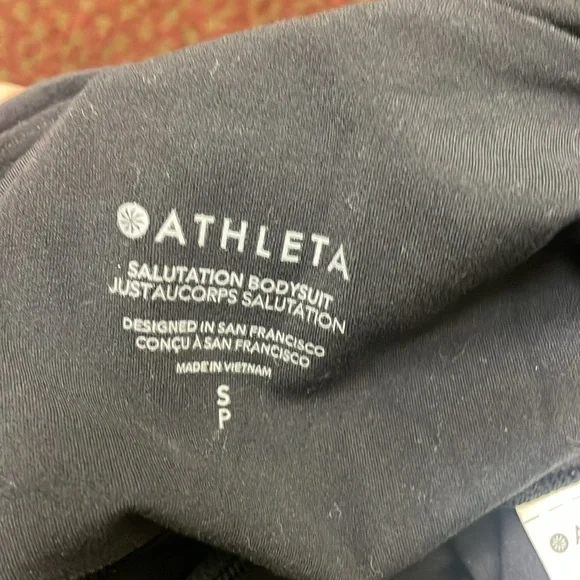 ATHLETA
SALUTATION BODYSUIT
JUSTAUCORPS SALUTATION
DESIGNED IN SAN FRANCISCO
CONÇU À SAN FRANCISCO
MADE IN VIETNAM
S
P
A